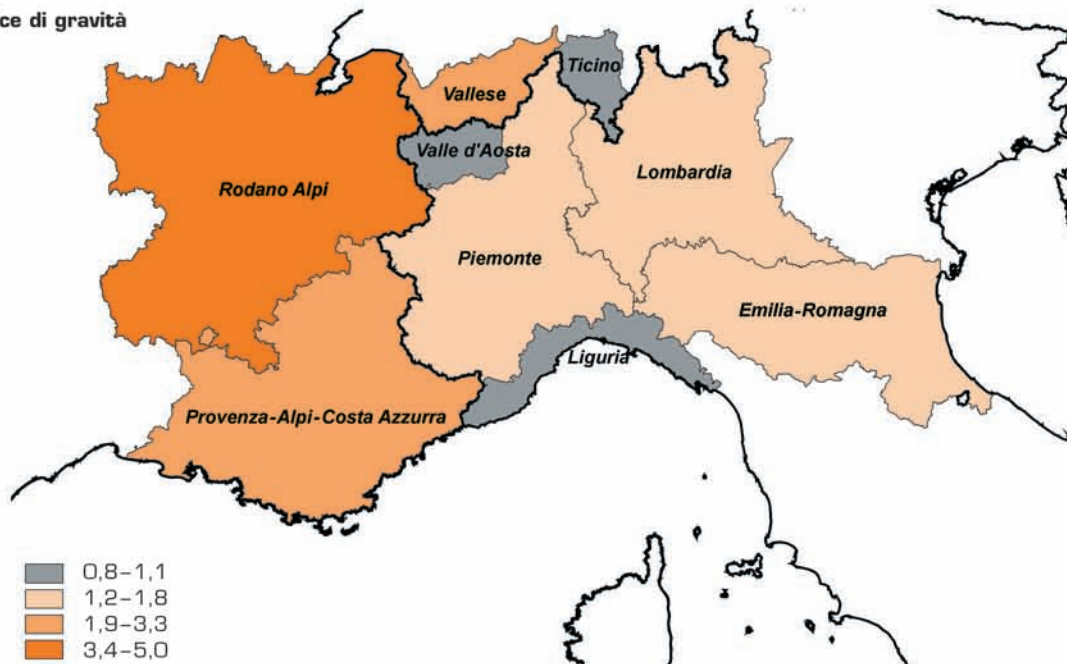 ce di gravità
Ticino
Vallese
Valle d'Aosta
Lombardia
Rodano Alpi
Piemonte
Emilia-Romagna
Liguria
Provenza-Alpi-Costa Azzurra
0,8–1,1
1,2–1,8
1,9–3,3
3,4–5,0